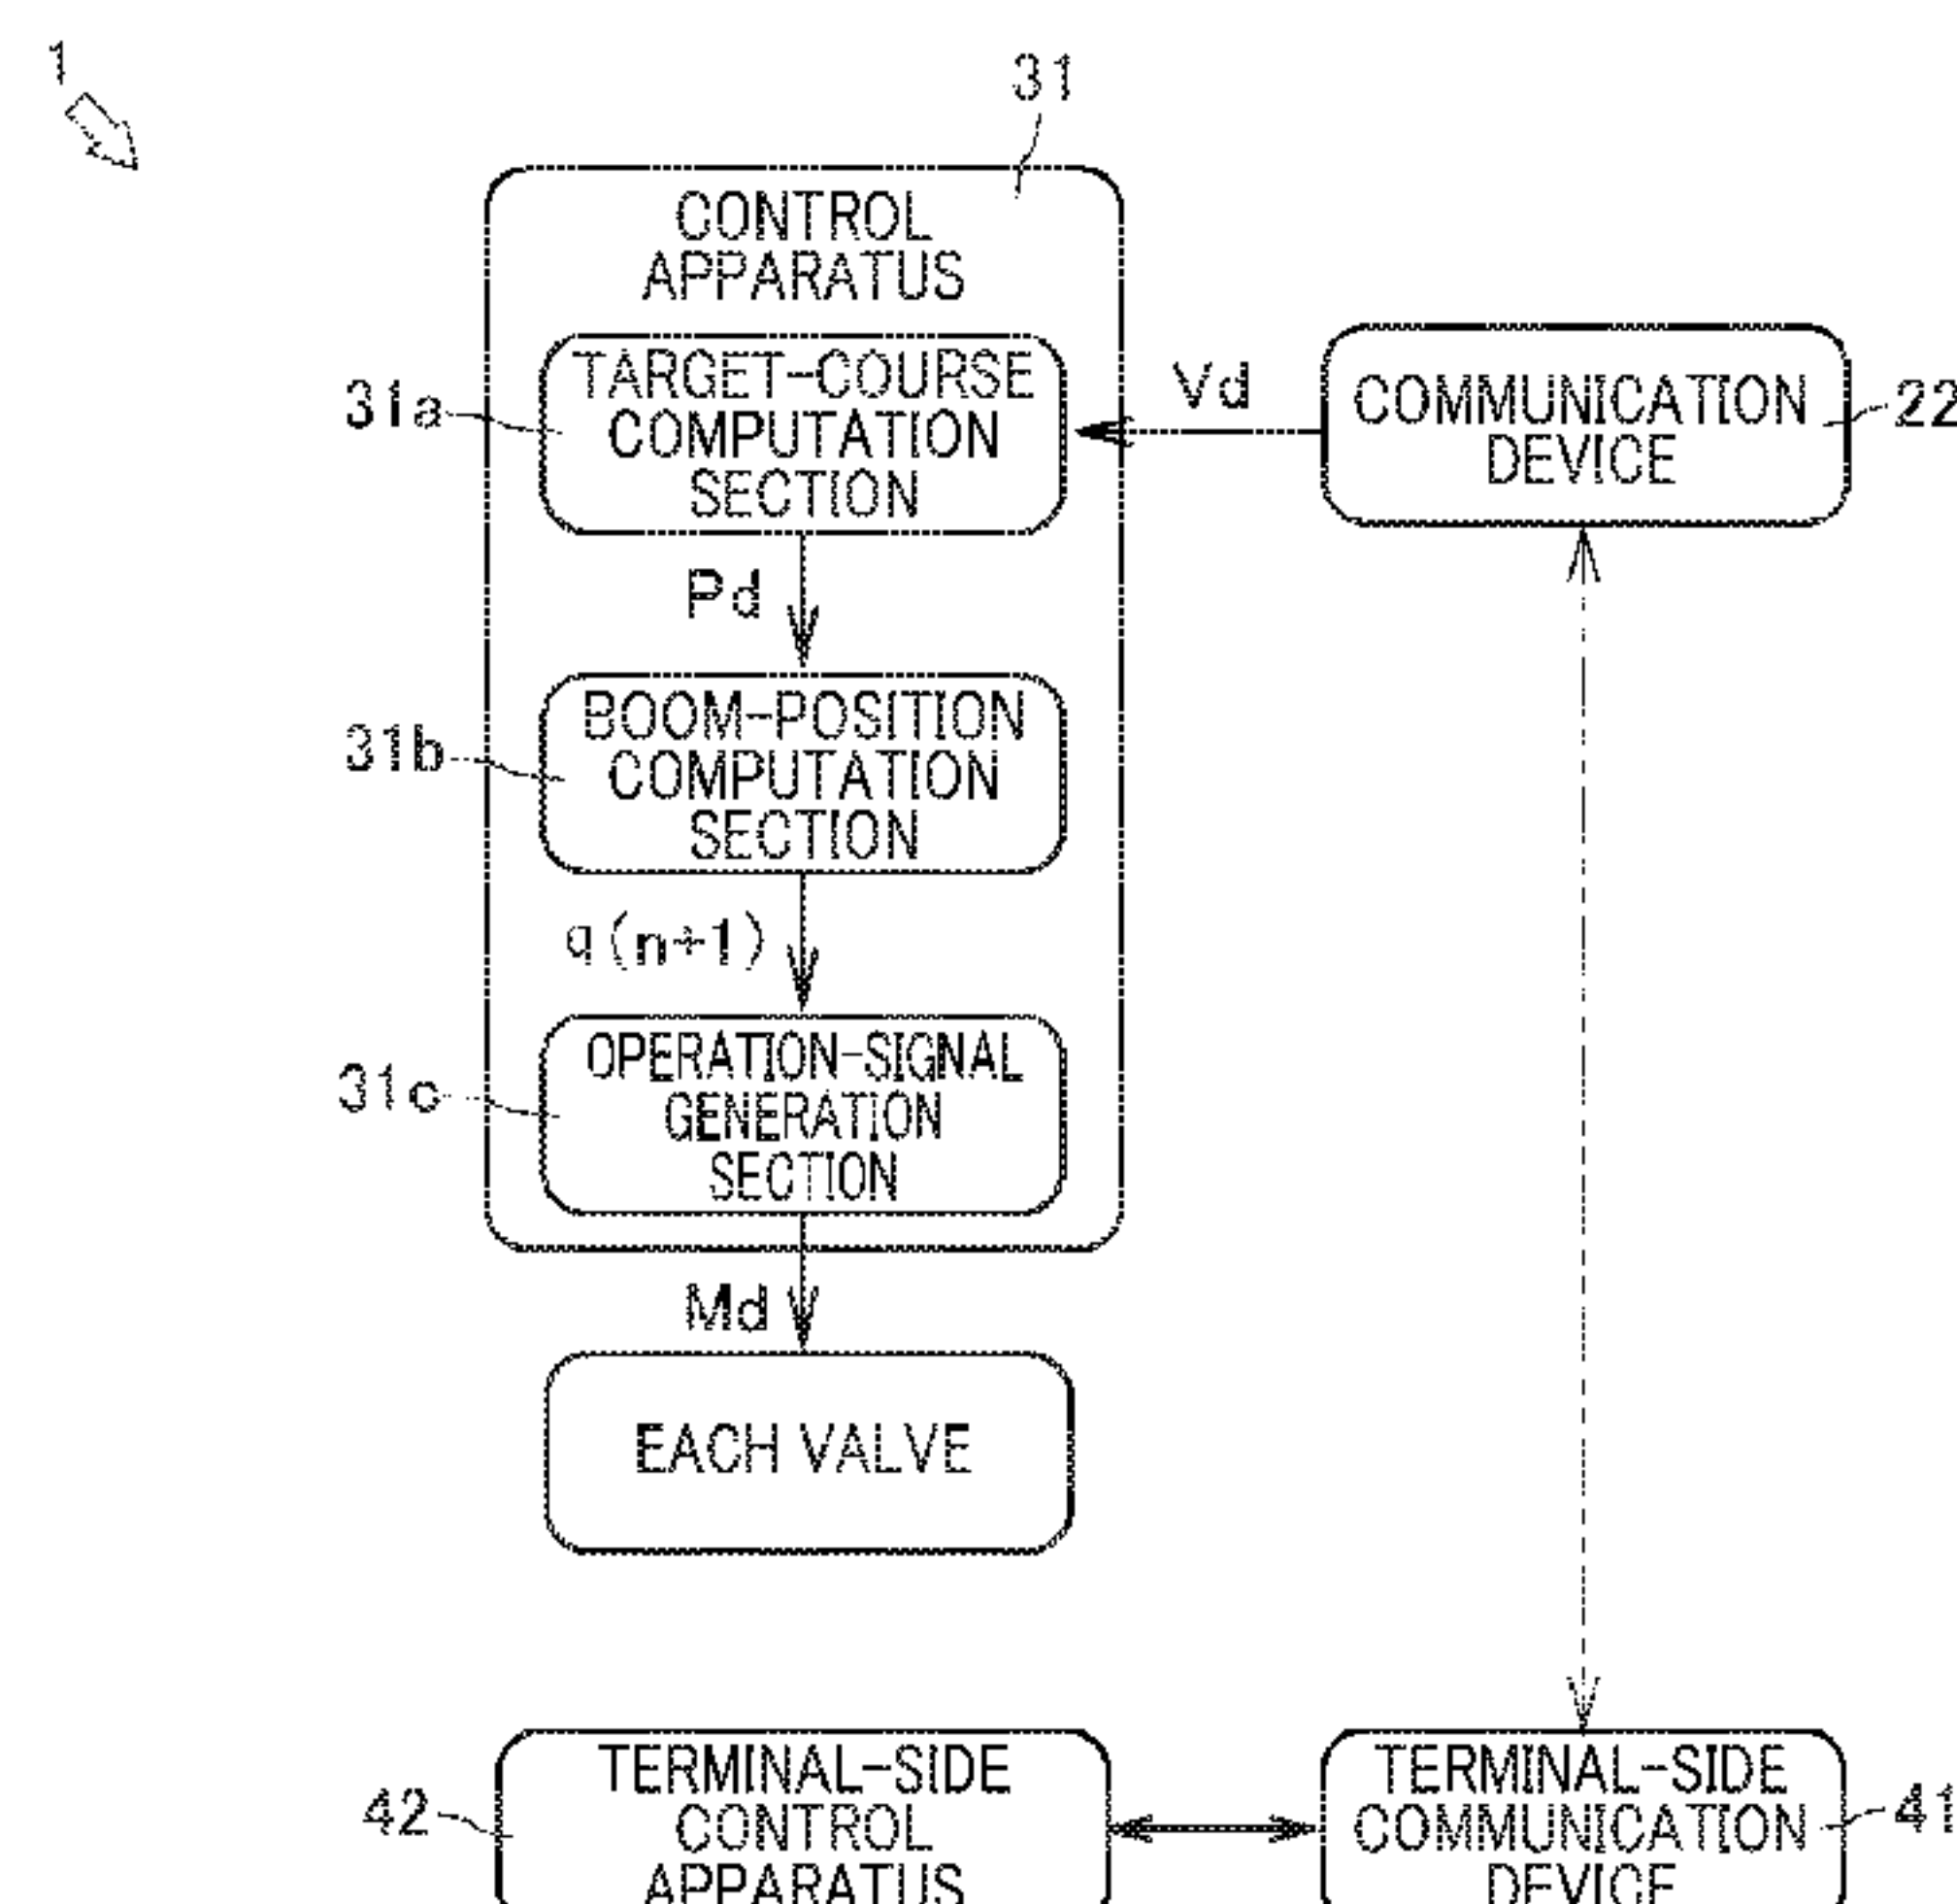 1
31
CONTROL
APPARATUS
31a
TARGET-COURSE
COMPUTATION
SECTION
Vd
COMMUNICATION
DEVICE
22
Pd
31b
BOOM-POSITION
COMPUTATION
SECTION
q(n+1)
31c
OPERATION-SIGNAL
GENERATION
SECTION
Md
EACH VALVE
42
TERMINAL-SIDE
CONTROL
APPARATUS
TERMINAL-SIDE
COMMUNICATION
DEVICE
41